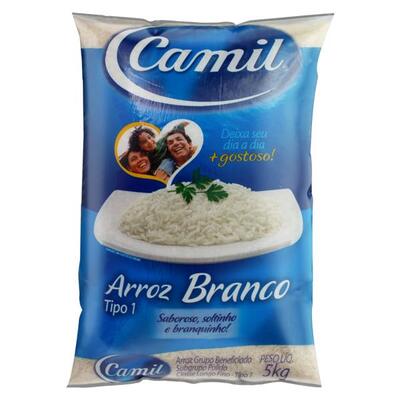 Camil
Deixa seu
dia a dia
+gostoso!
Arroz Branco
Tipo 1
Saboroso, soltinho
e branquinho!
Camil
Arroz Grupo Beneficiado
Subgrupo Polido
Classe Longo Fino - Tipo 1
PESO LÍQ.
5kg